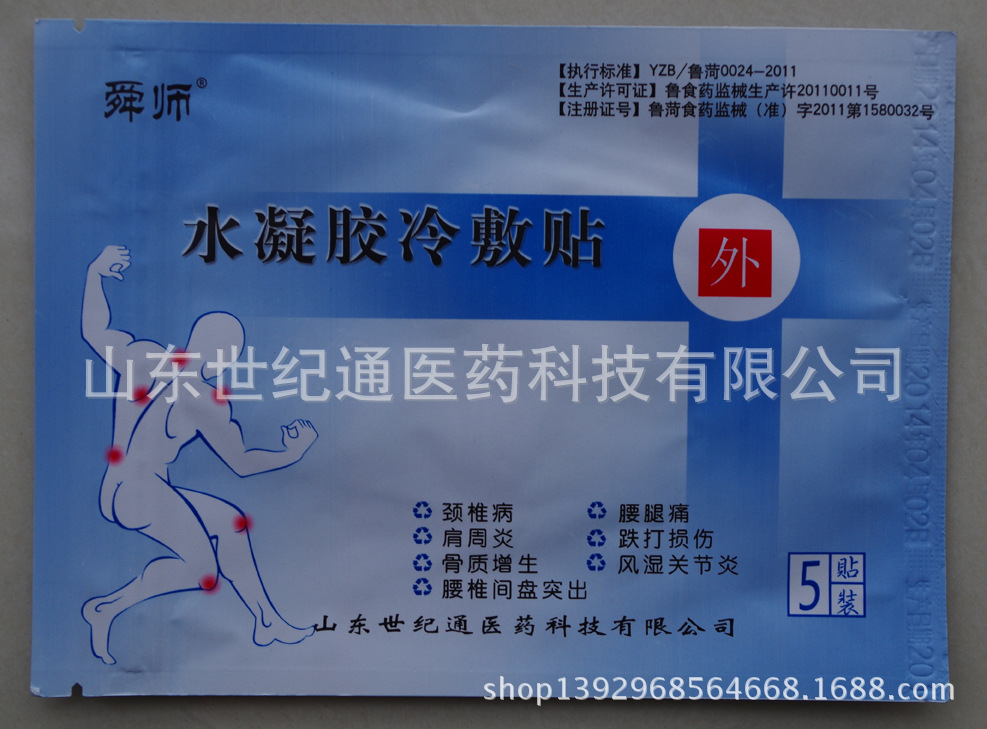 舜师®
【执行标准】YZB/鲁菏0024-2011
【生产许可证】鲁食药监械生产许20110011号
【注册证号】鲁菏食药监械（准）字2011第1580032号
水凝胶冷敷贴
外
山东世纪通医药科技有限公司
颈椎病
腰腿痛
肩周炎
跌打损伤
骨质增生
风湿关节炎
腰椎间盘突出
5贴装
山东世纪通医药科技有限公司
shop1392968564668.1688.com